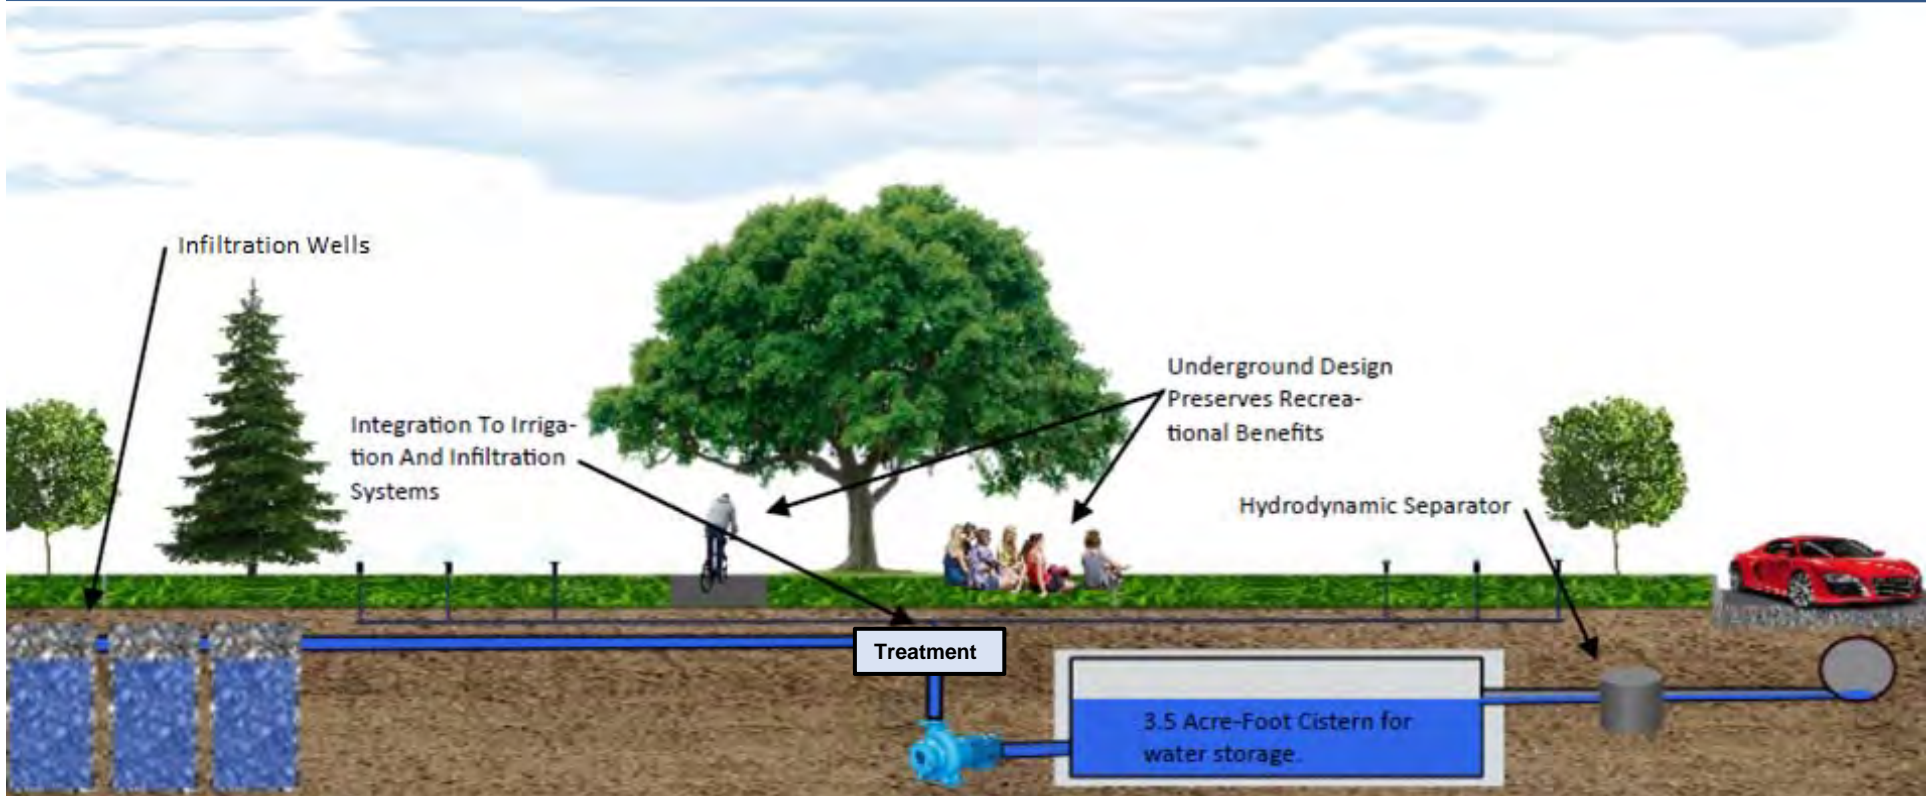 Infiltration Wells
Integration To Irriga-
tion And Infiltration
Systems
Underground Design
Preserves Recrea-
tional Benefits
Hydrodynamic Separator
Treatment
3.5 Acre-Foot Cistern for
water storage.